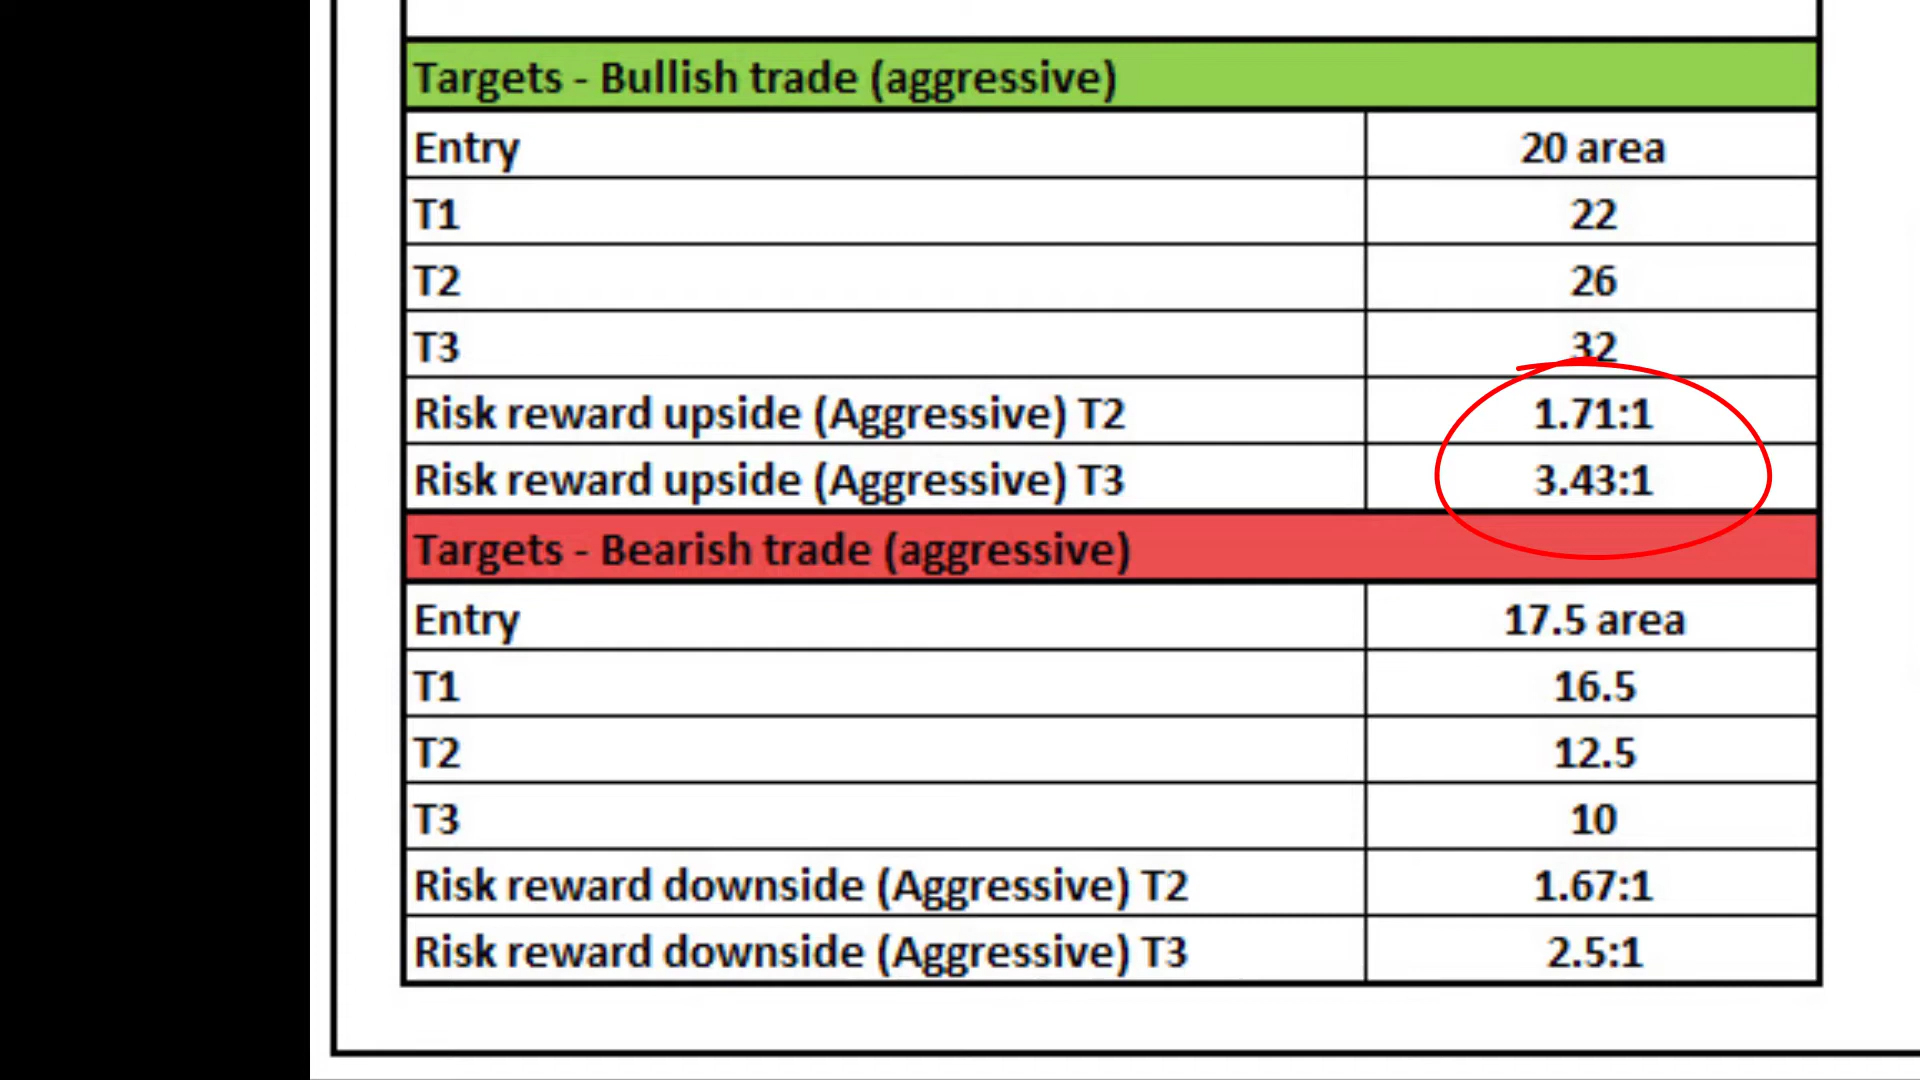 Targets - Bullish trade (aggressive)
Entry 20 area
T1 22
T2 26
T3 32
Risk reward upside (Aggressive) T2 1.71:1
Risk reward upside (Aggressive) T3 3.43:1
Targets - Bearish trade (aggressive)
Entry 17.5 area
T1 16.5
T2 12.5
T3 10
Risk reward downside (Aggressive) T2 1.67:1
Risk reward downside (Aggressive) T3 2.5:1